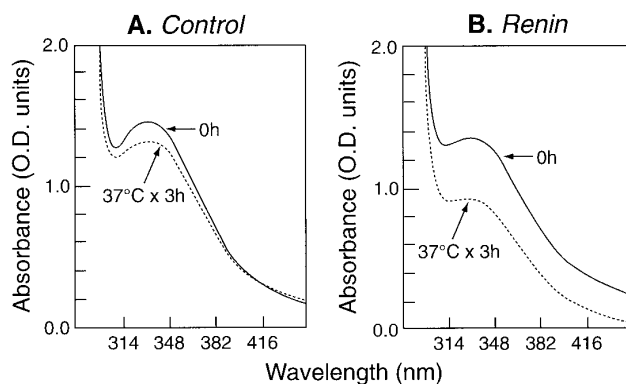 A. Control
B. Renin
Absorbance (O.D. units)
2.0
1.0
0.0
0h
37°C x 3h
314 348 382 416
Absorbance (O.D. units)
2.0
1.0
0.0
0h
37°C x 3h
314 348 382 416
Wavelength (nm)